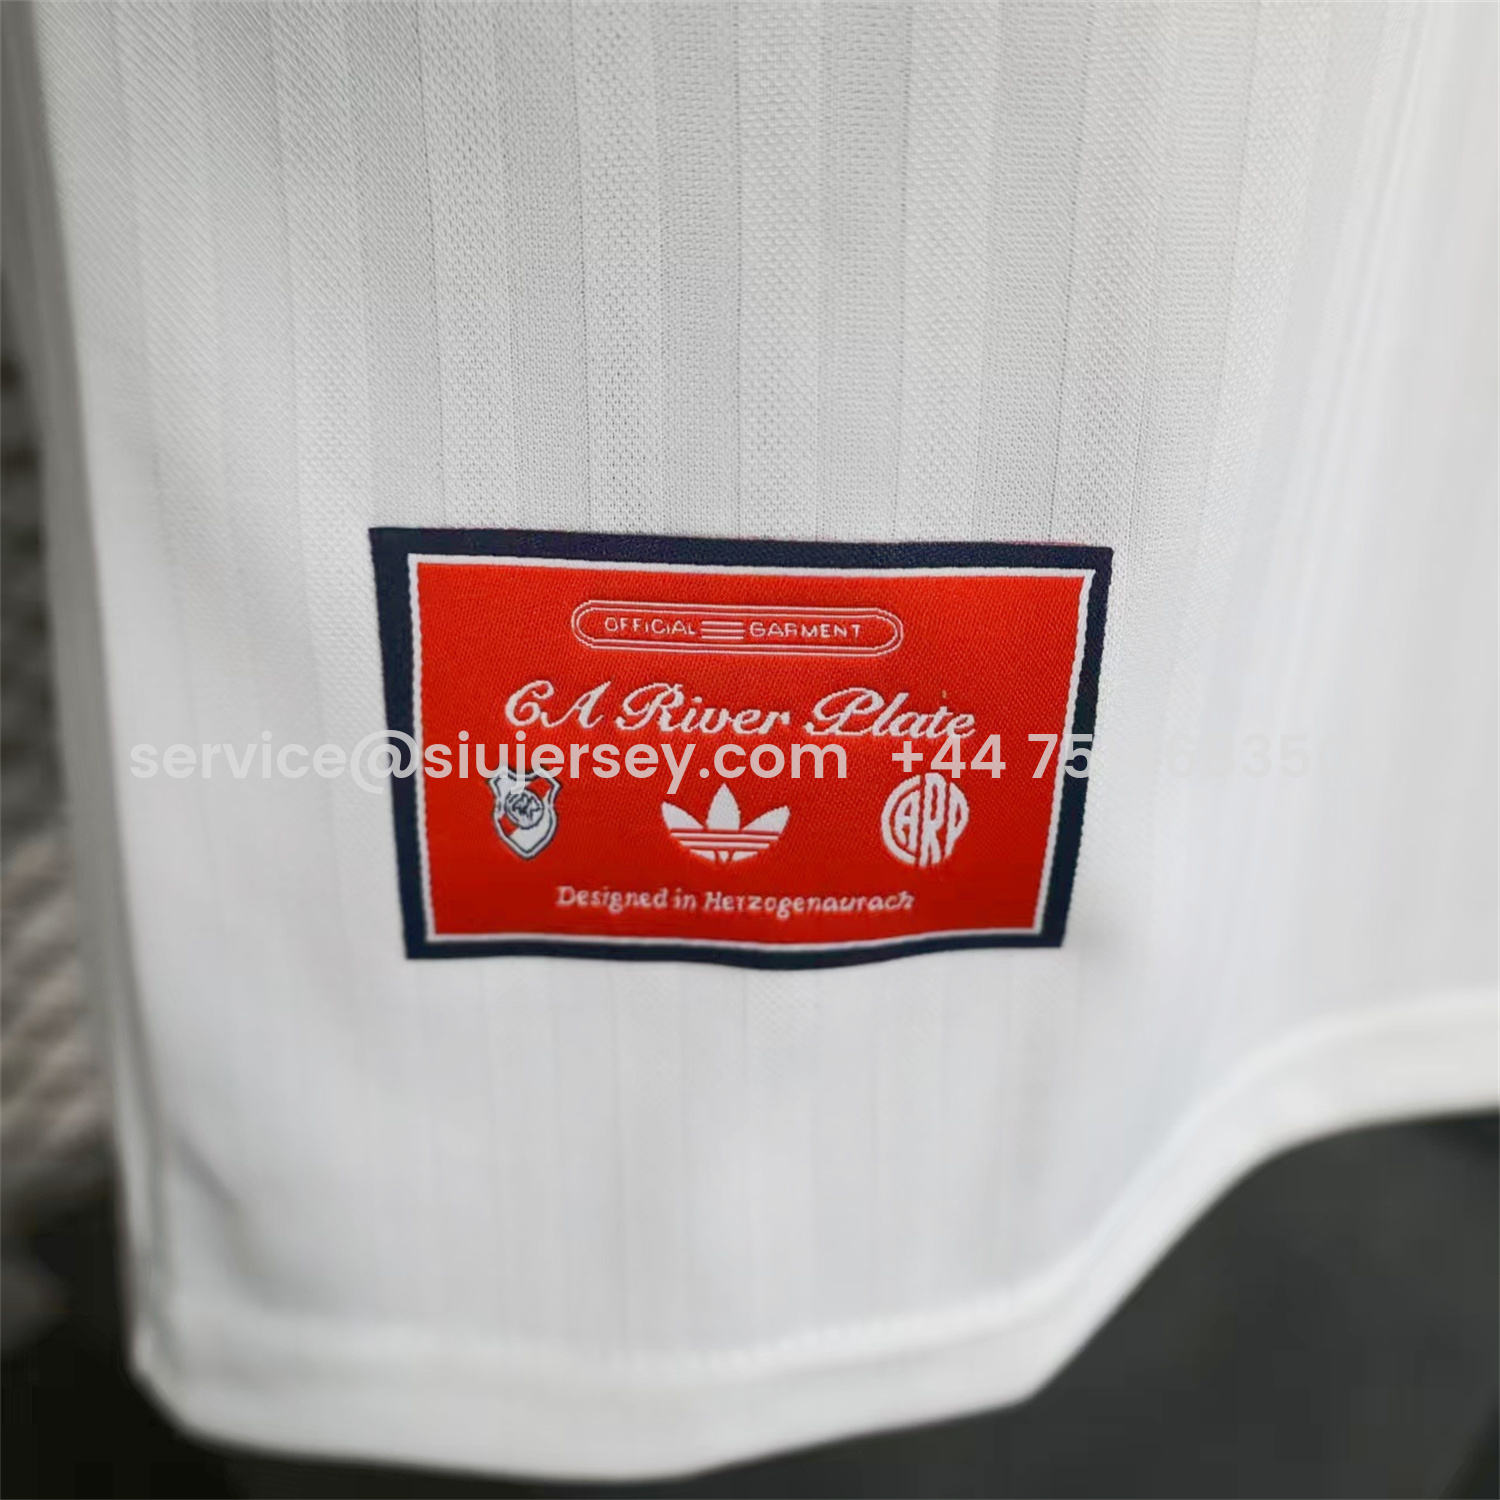 OFFICIAL GARMENT
CA River Plate
service@siujersey.com +44 75
CARP
Designed in Herzogenaurach